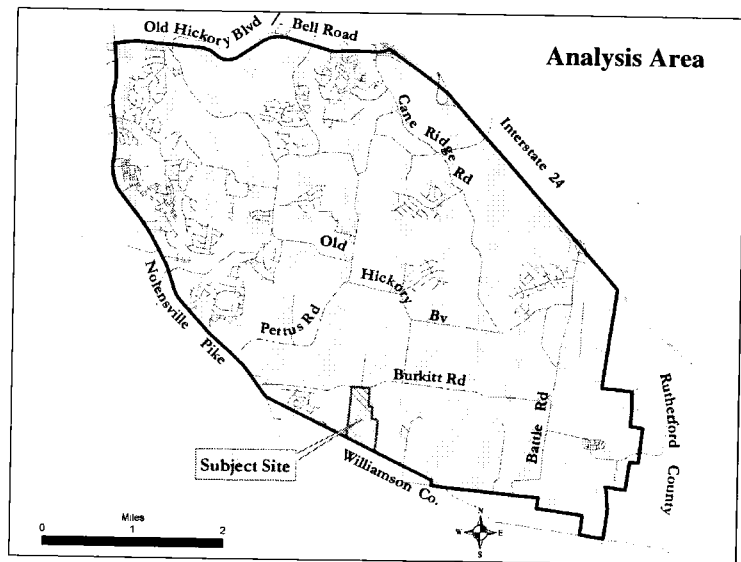 Old Hickory Blvd
Bell Road
Analysis Area
Cane Ridge Rd
Interstate 24
Old
Hickory
Bv
Nolensville
Pike
Pettus Rd
Burkitt Rd
Battle Rd
Rutherford County
Subject Site
Williamson Co.
Miles
0 1 2
N
W E
S